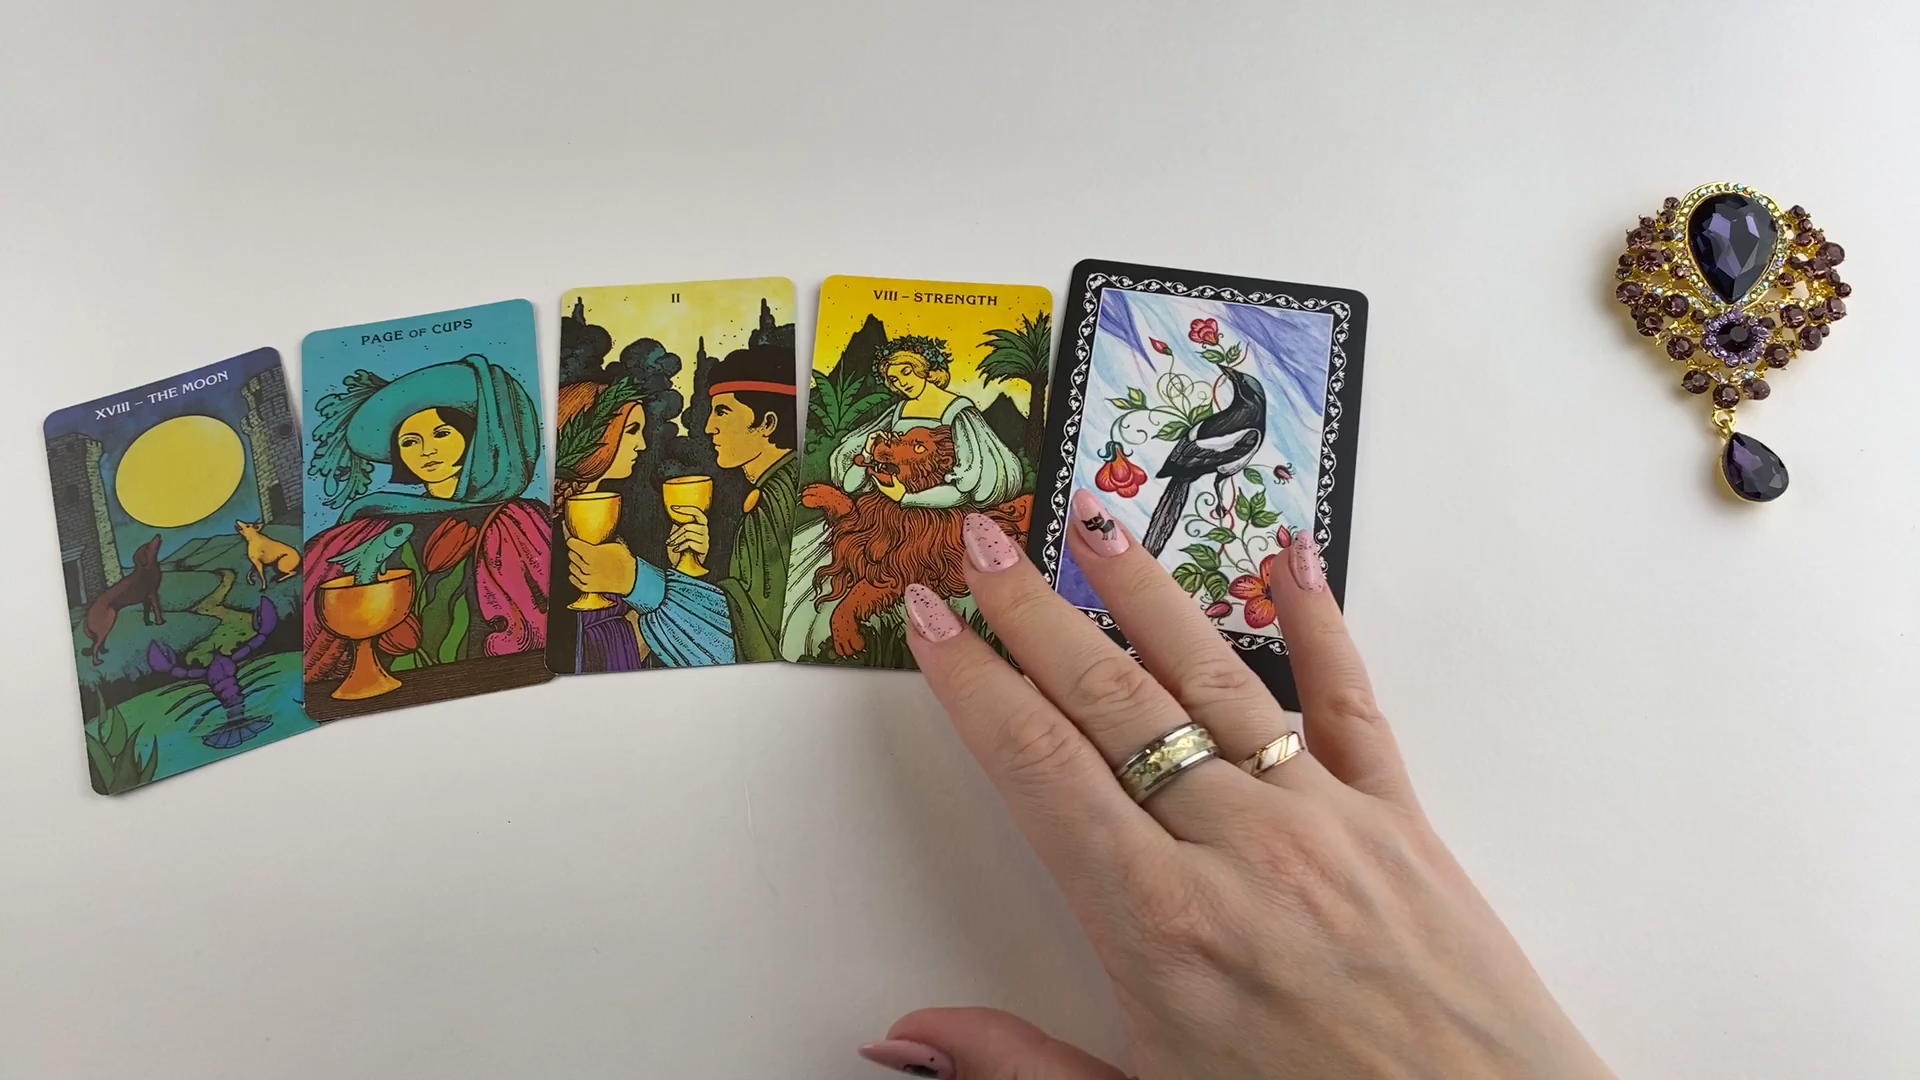 XVIII – THE MOON
PAGE OF CUPS
II
VIII – STRENGTH